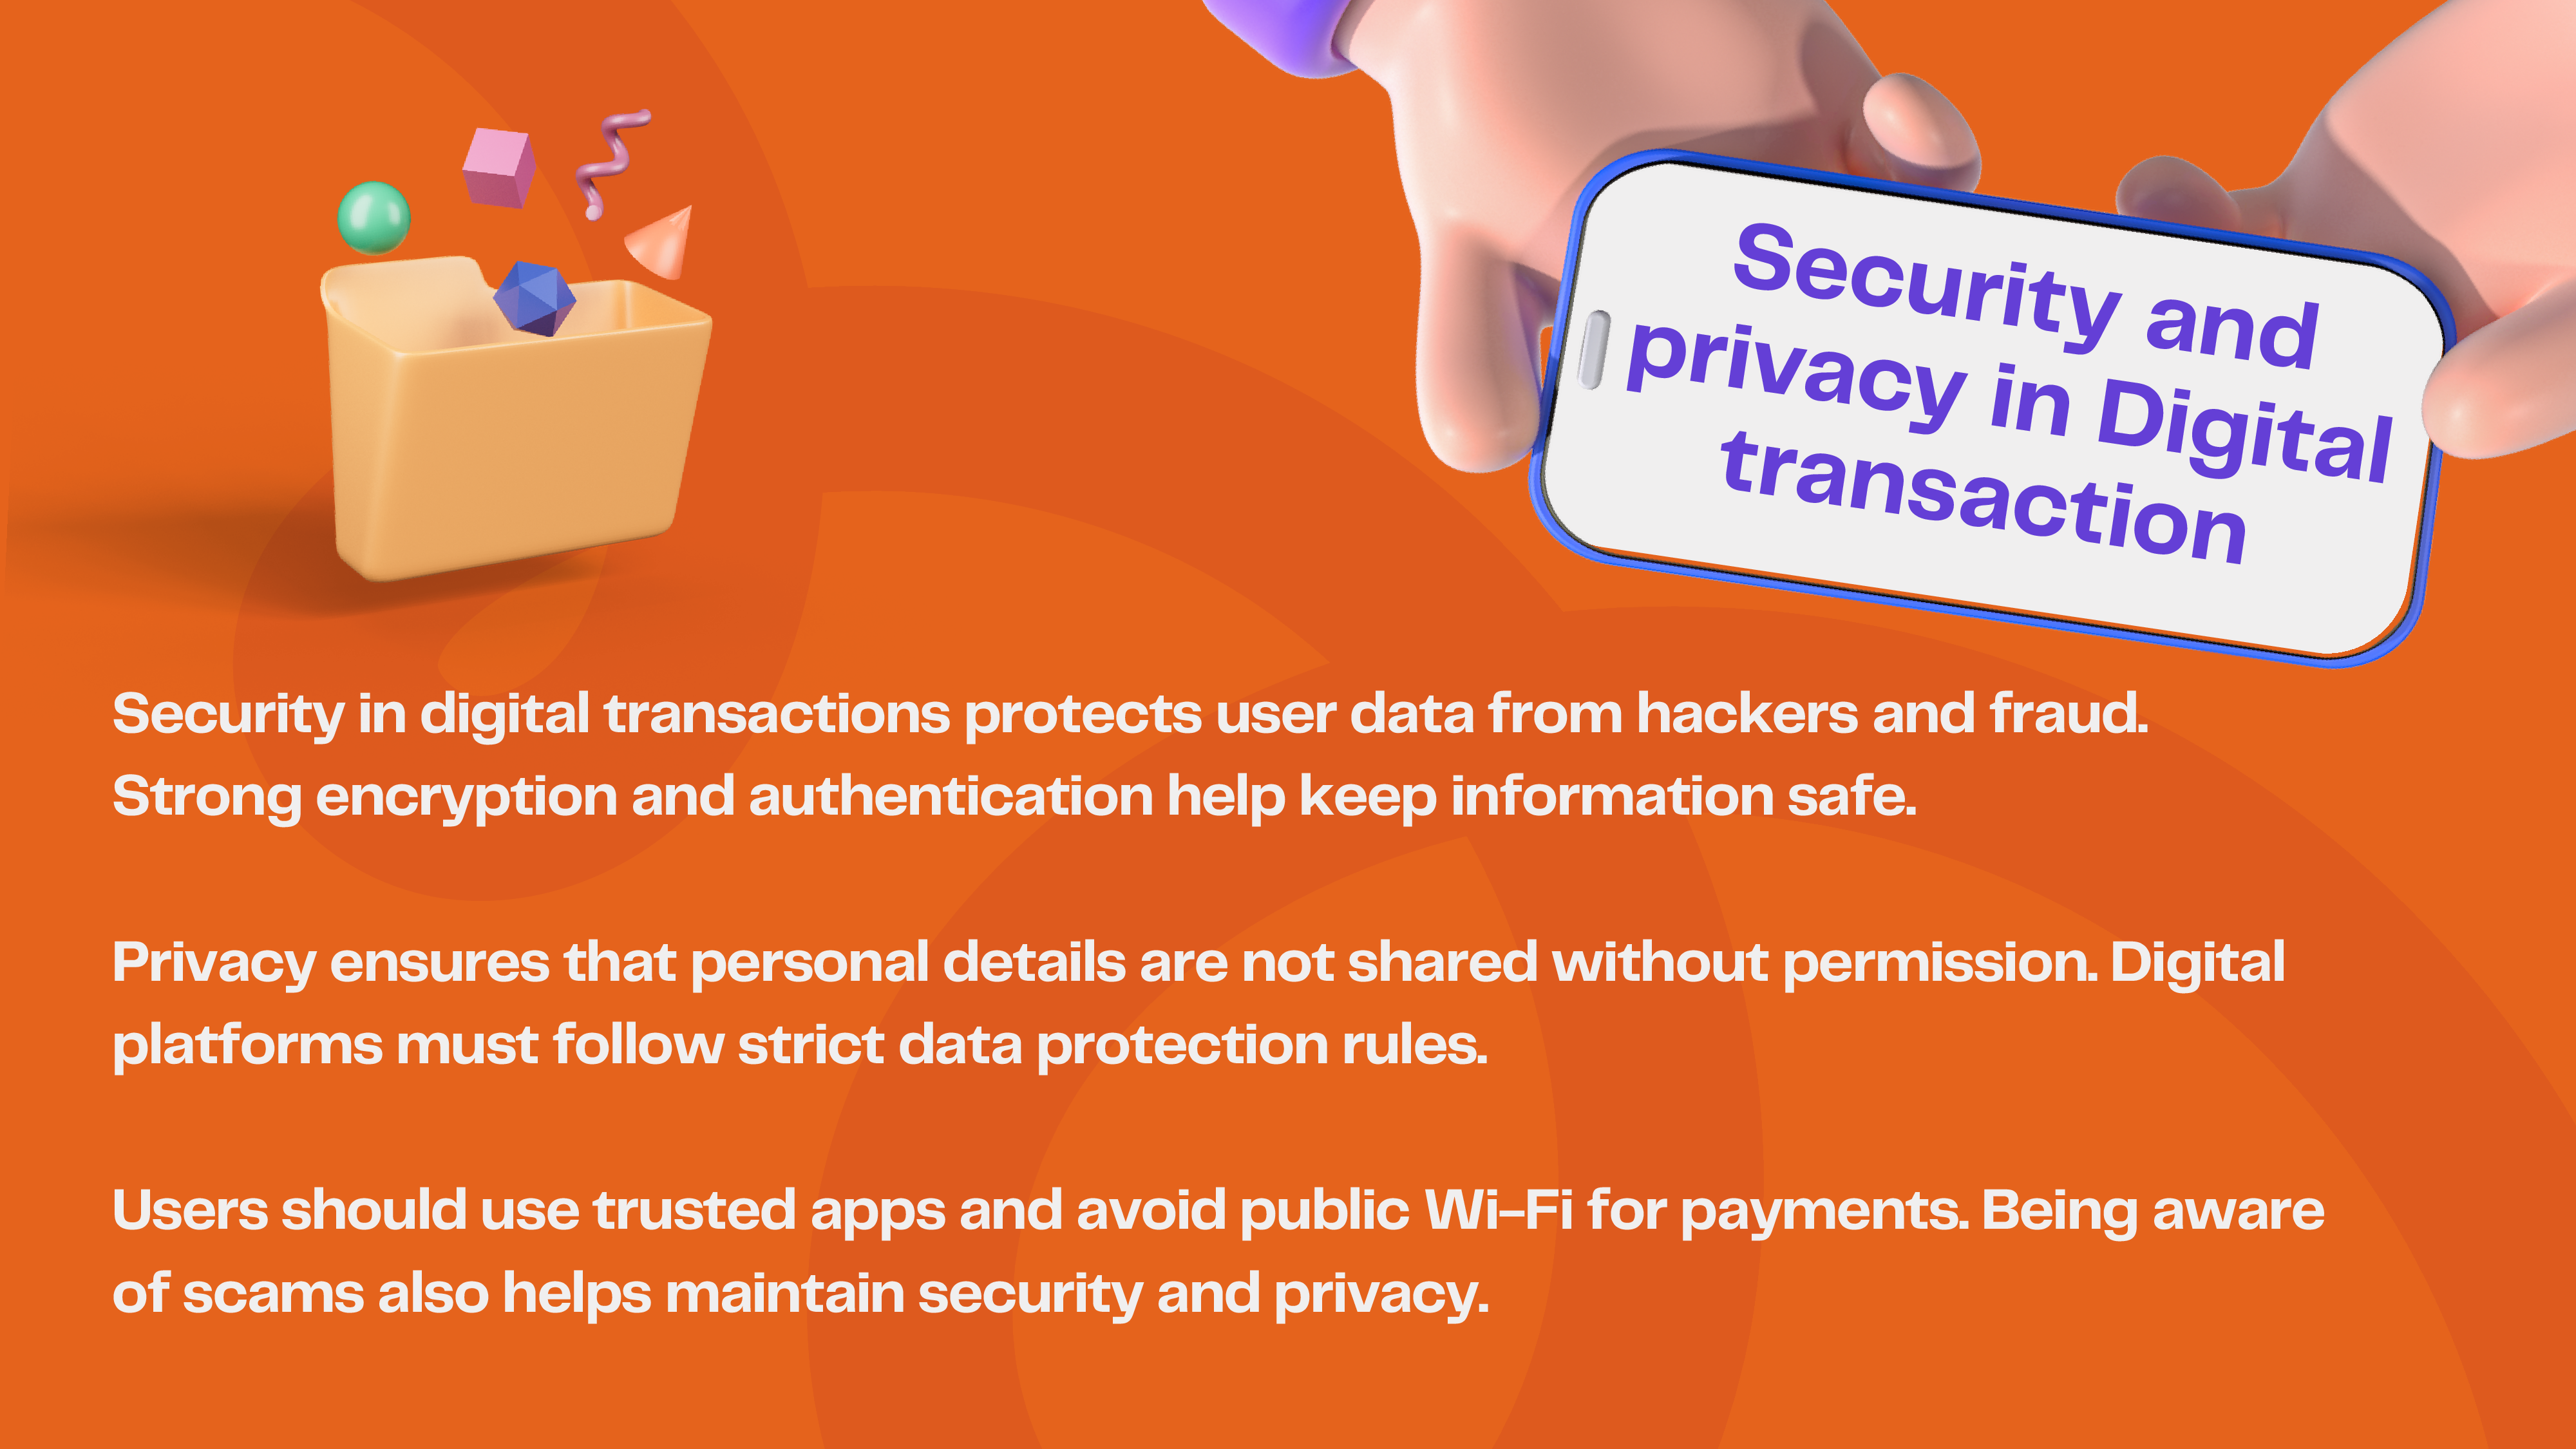 Security and
privacy in Digital
transaction
Security in digital transactions protects user data from hackers and fraud.
Strong encryption and authentication help keep information safe.
Privacy ensures that personal details are not shared without permission. Digital
platforms must follow strict data protection rules.
Users should use trusted apps and avoid public Wi-Fi for payments. Being aware
of scams also helps maintain security and privacy.